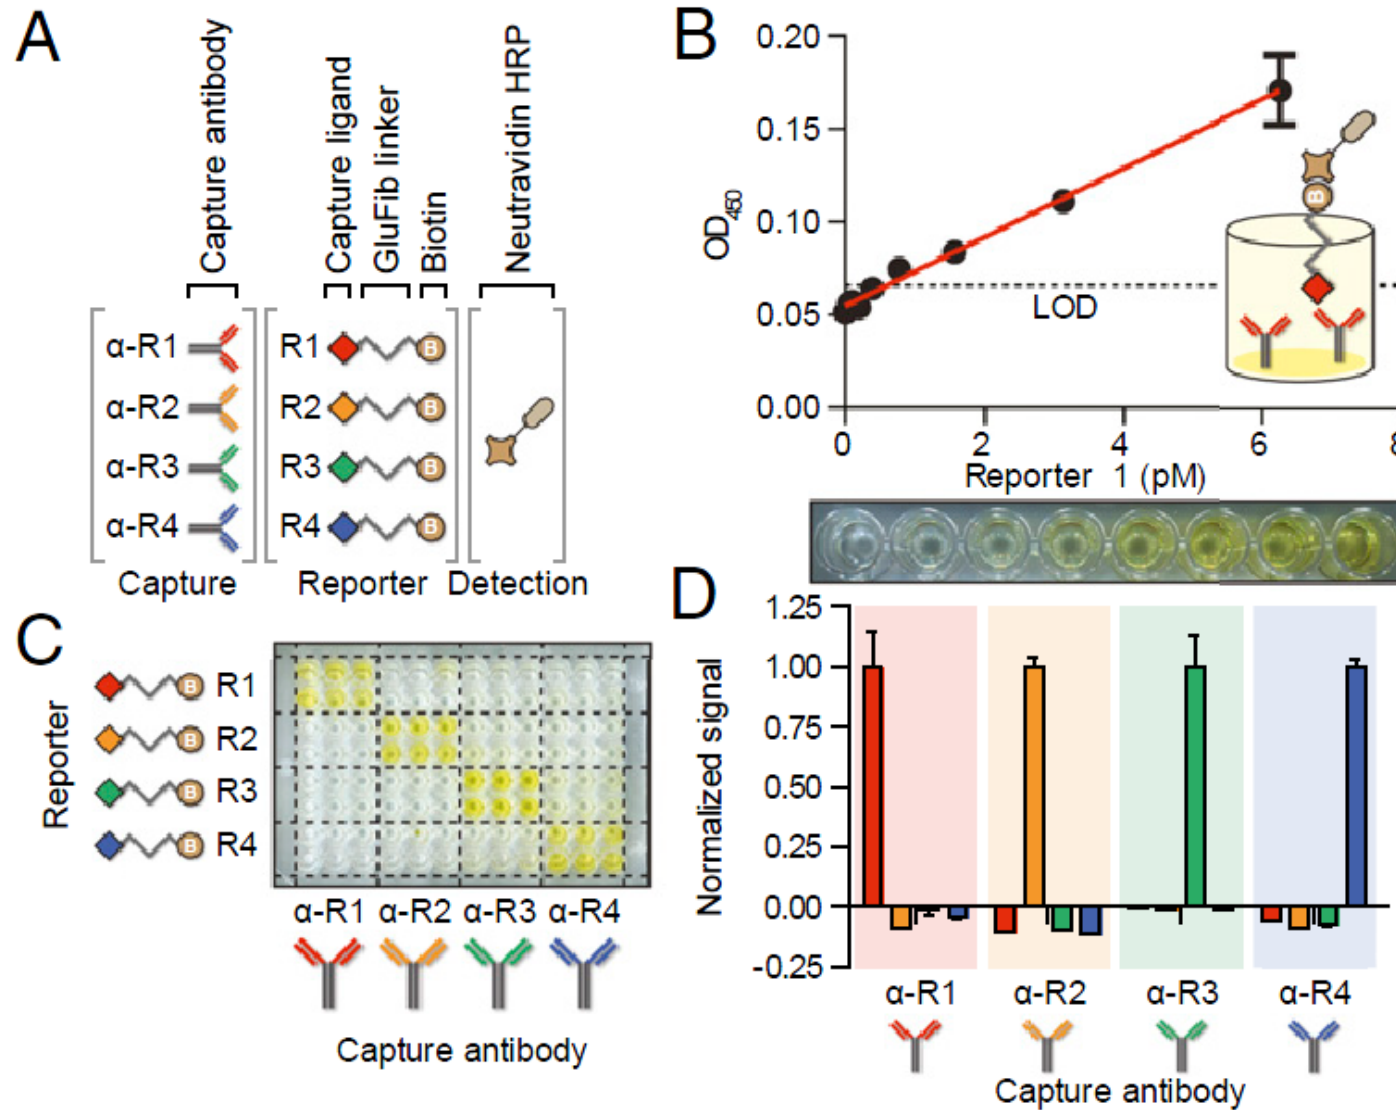 A
Capture antibody
Capture ligand
GluFib linker
Biotin
Neutravidin HRP
α-R1
α-R2
α-R3
α-R4
R1
B
R2
B
R3
B
R4
B
Capture
Reporter
Detection
B
OD450
0.20
0.15
0.10
0.05
0.00
LOD
B
0
2
4
6
8
Reporter 1 (pM)
C
Reporter
B
R1
B
R2
B
R3
B
R4
α-R1
α-R2
α-R3
α-R4
Capture antibody
D
Normalized signal
1.25
1.00
0.75
0.50
0.25
0.00
-0.25
α-R1
α-R2
α-R3
α-R4
Capture antibody